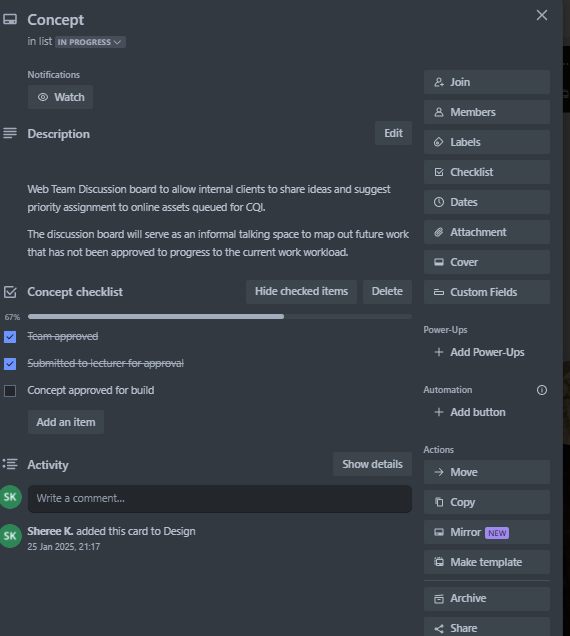 Concept
in list IN PROGRESS
Notifications
Watch
Description
Edit
Web Team Discussion board to allow internal clients to share ideas and suggest
priority assignment to online assets queued for CQI.
The discussion board will serve as an informal talking space to map out future work
that has not been approved to progress to the current work workload.
Concept checklist
Hide checked items
Delete
67%
Team approved
Submitted to lecturer for approval
Concept approved for build
Add an item
Activity
Show details
SK
Write a comment...
SK
Sheree K. added this card to Design
25 Jan 2025, 21:17
Join
Members
Labels
Checklist
Dates
Attachment
Cover
Custom Fields
Power-Ups
Add Power-Ups
Automation
Add button
Actions
Move
Copy
Mirror NEW
Make template
Archive
Share